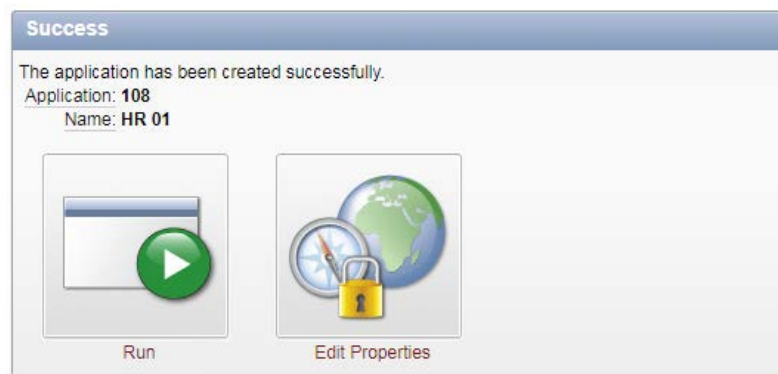 Success
The application has been created successfully.
Application: 108
Name: HR 01
Run
Edit Properties